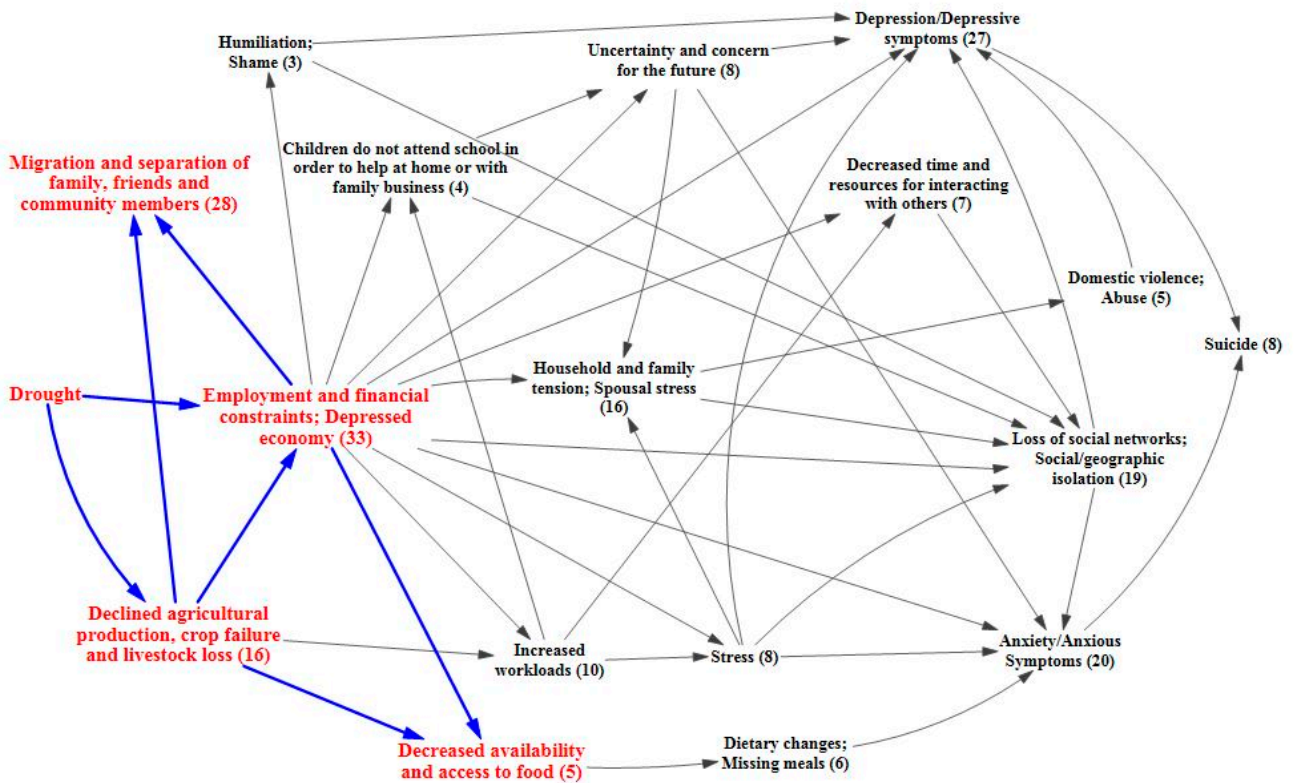 Humiliation;
Shame (3)
Uncertainty and concern
for the future (8)
Depression/Depressive
symptoms (27)
Migration and separation of
family, friends and
community members (28)
Children do not attend school in
order to help at home or with
family business (4)
Decreased time and
resources for interacting
with others (7)
Domestic violence;
Abuse (5)
Suicide (8)
Drought
Employment and financial
constraints; Depressed
economy (33)
Household and family
tension; Spousal stress
(16)
Loss of social networks;
Social/geographic
isolation (19)
Declined agricultural
production, crop failure
and livestock loss (16)
Increased
workloads (10)
Stress (8)
Anxiety/Anxious
Symptoms (20)
Decreased availability
and access to food (5)
Dietary changes;
Missing meals (6)